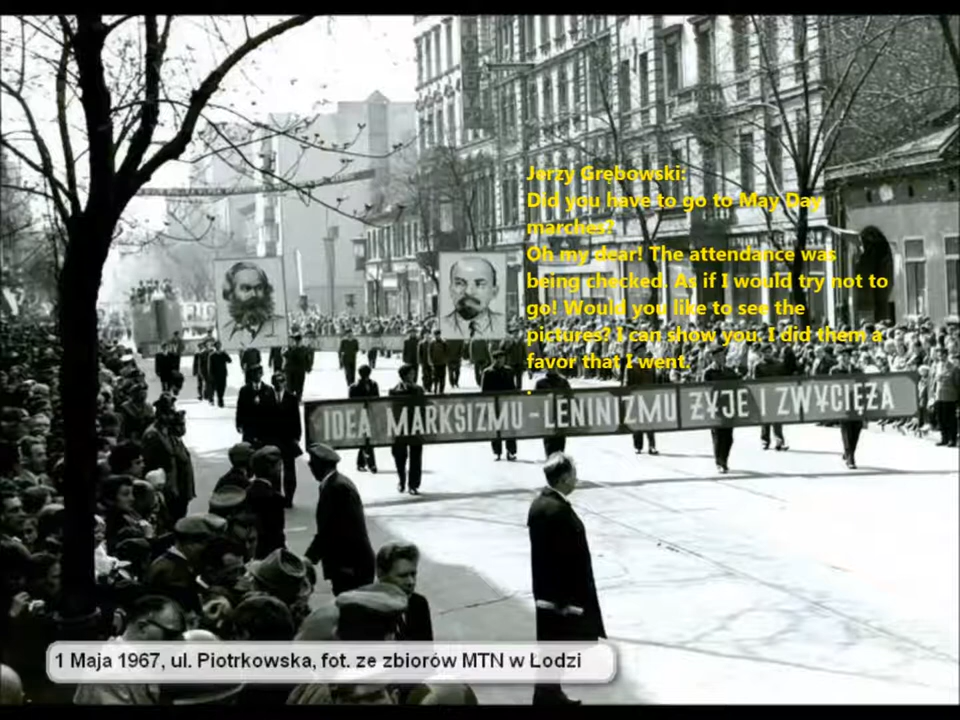 Jerzy Grębowski:
Did you have to go to May Day
marches?
Oh my dear! The attendance was
being checked. As if I would try not to
go! Would you like to see the
pictures? I can show you. I did them a
favor that I went.
.
IDEA MARKSIZMU-LENINIZMU ŻYJE I ZWYCIĘŻA
1 Maja 1967, ul. Piotrkowska, fot. ze zbiorów MTN w Łodzi